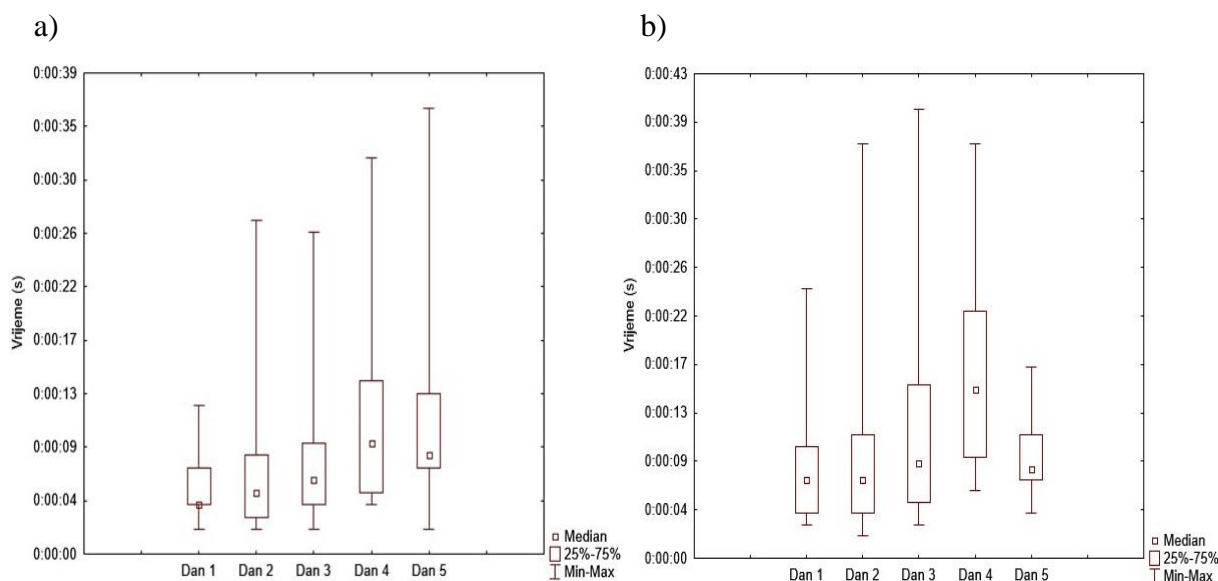 a)
0:00:39
0:00:35
0:00:30
0:00:26
0:00:22
0:00:17
0:00:13
0:00:09
0:00:04
0:00:00
Vrijeme (s)
Dan 1 Dan 2 Dan 3 Dan 4 Dan 5
Median
25%-75%
Min-Max
b)
0:00:43
0:00:39
0:00:35
0:00:30
0:00:26
0:00:22
0:00:17
0:00:13
0:00:09
0:00:04
0:00:00
Vrijeme (s)
Dan 1 Dan 2 Dan 3 Dan 4 Dan 5
Median
25%-75%
Min-Max